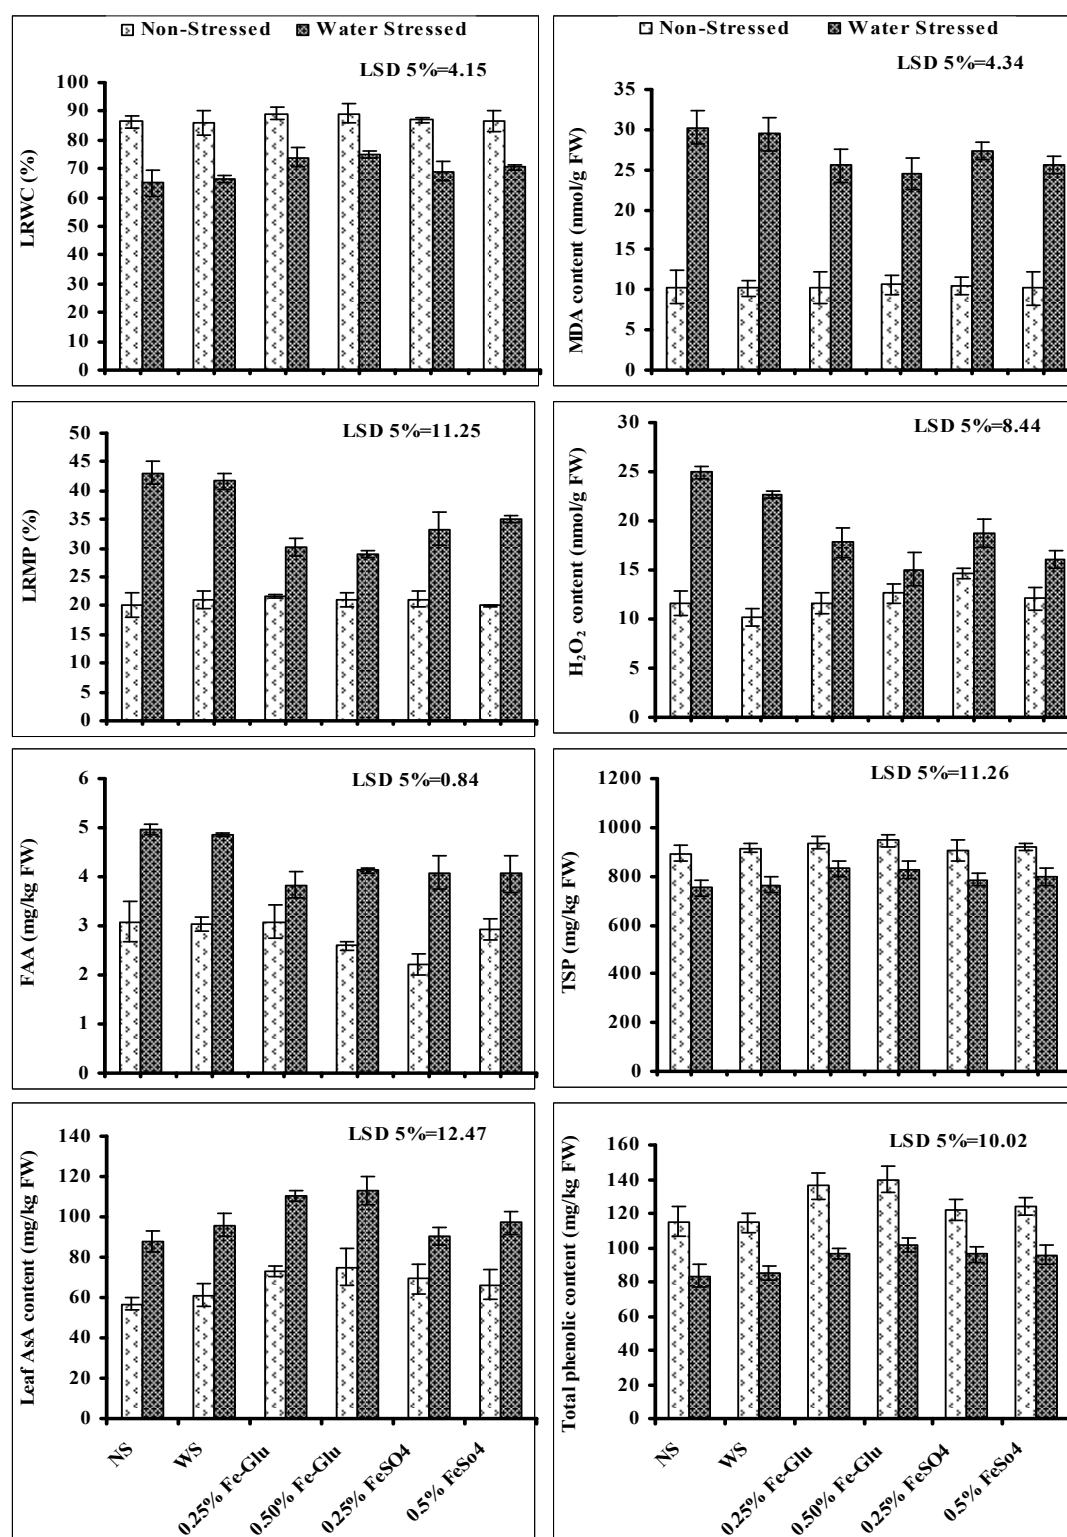 Non-Stressed Water Stressed
LSD 5%=4.15
LRWC (%)
100
90
80
70
60
50
40
30
20
10
0
Non-Stressed Water Stressed
LSD 5%=4.34
MDA content (nmol/g FW)
35
30
25
20
15
10
5
0
LSD 5%=11.25
LRMP (%)
50
45
40
35
30
25
20
15
10
5
0
LSD 5%=8.44
H₂O₂ content (nmol/g FW)
30
25
20
15
10
5
0
LSD 5%=0.84
FAA (mg/kg FW)
6
5
4
3
2
1
0
LSD 5%=11.26
TSP (mg/kg FW)
1200
1000
800
600
400
200
0
LSD 5%=12.47
Leaf AsA content (mg/kg FW)
140
120
100
80
60
40
20
0
NS
WS
0.25% Fe-Glu
0.50% Fe-Glu
0.25% FeSO4
0.5% FeSo4
LSD 5%=10.02
Total phenolic content (mg/kg FW)
160
140
120
100
80
60
40
20
0
NS
WS
0.25% Fe-Glu
0.50% Fe-Glu
0.25% FeSO4
0.5% FeSo4